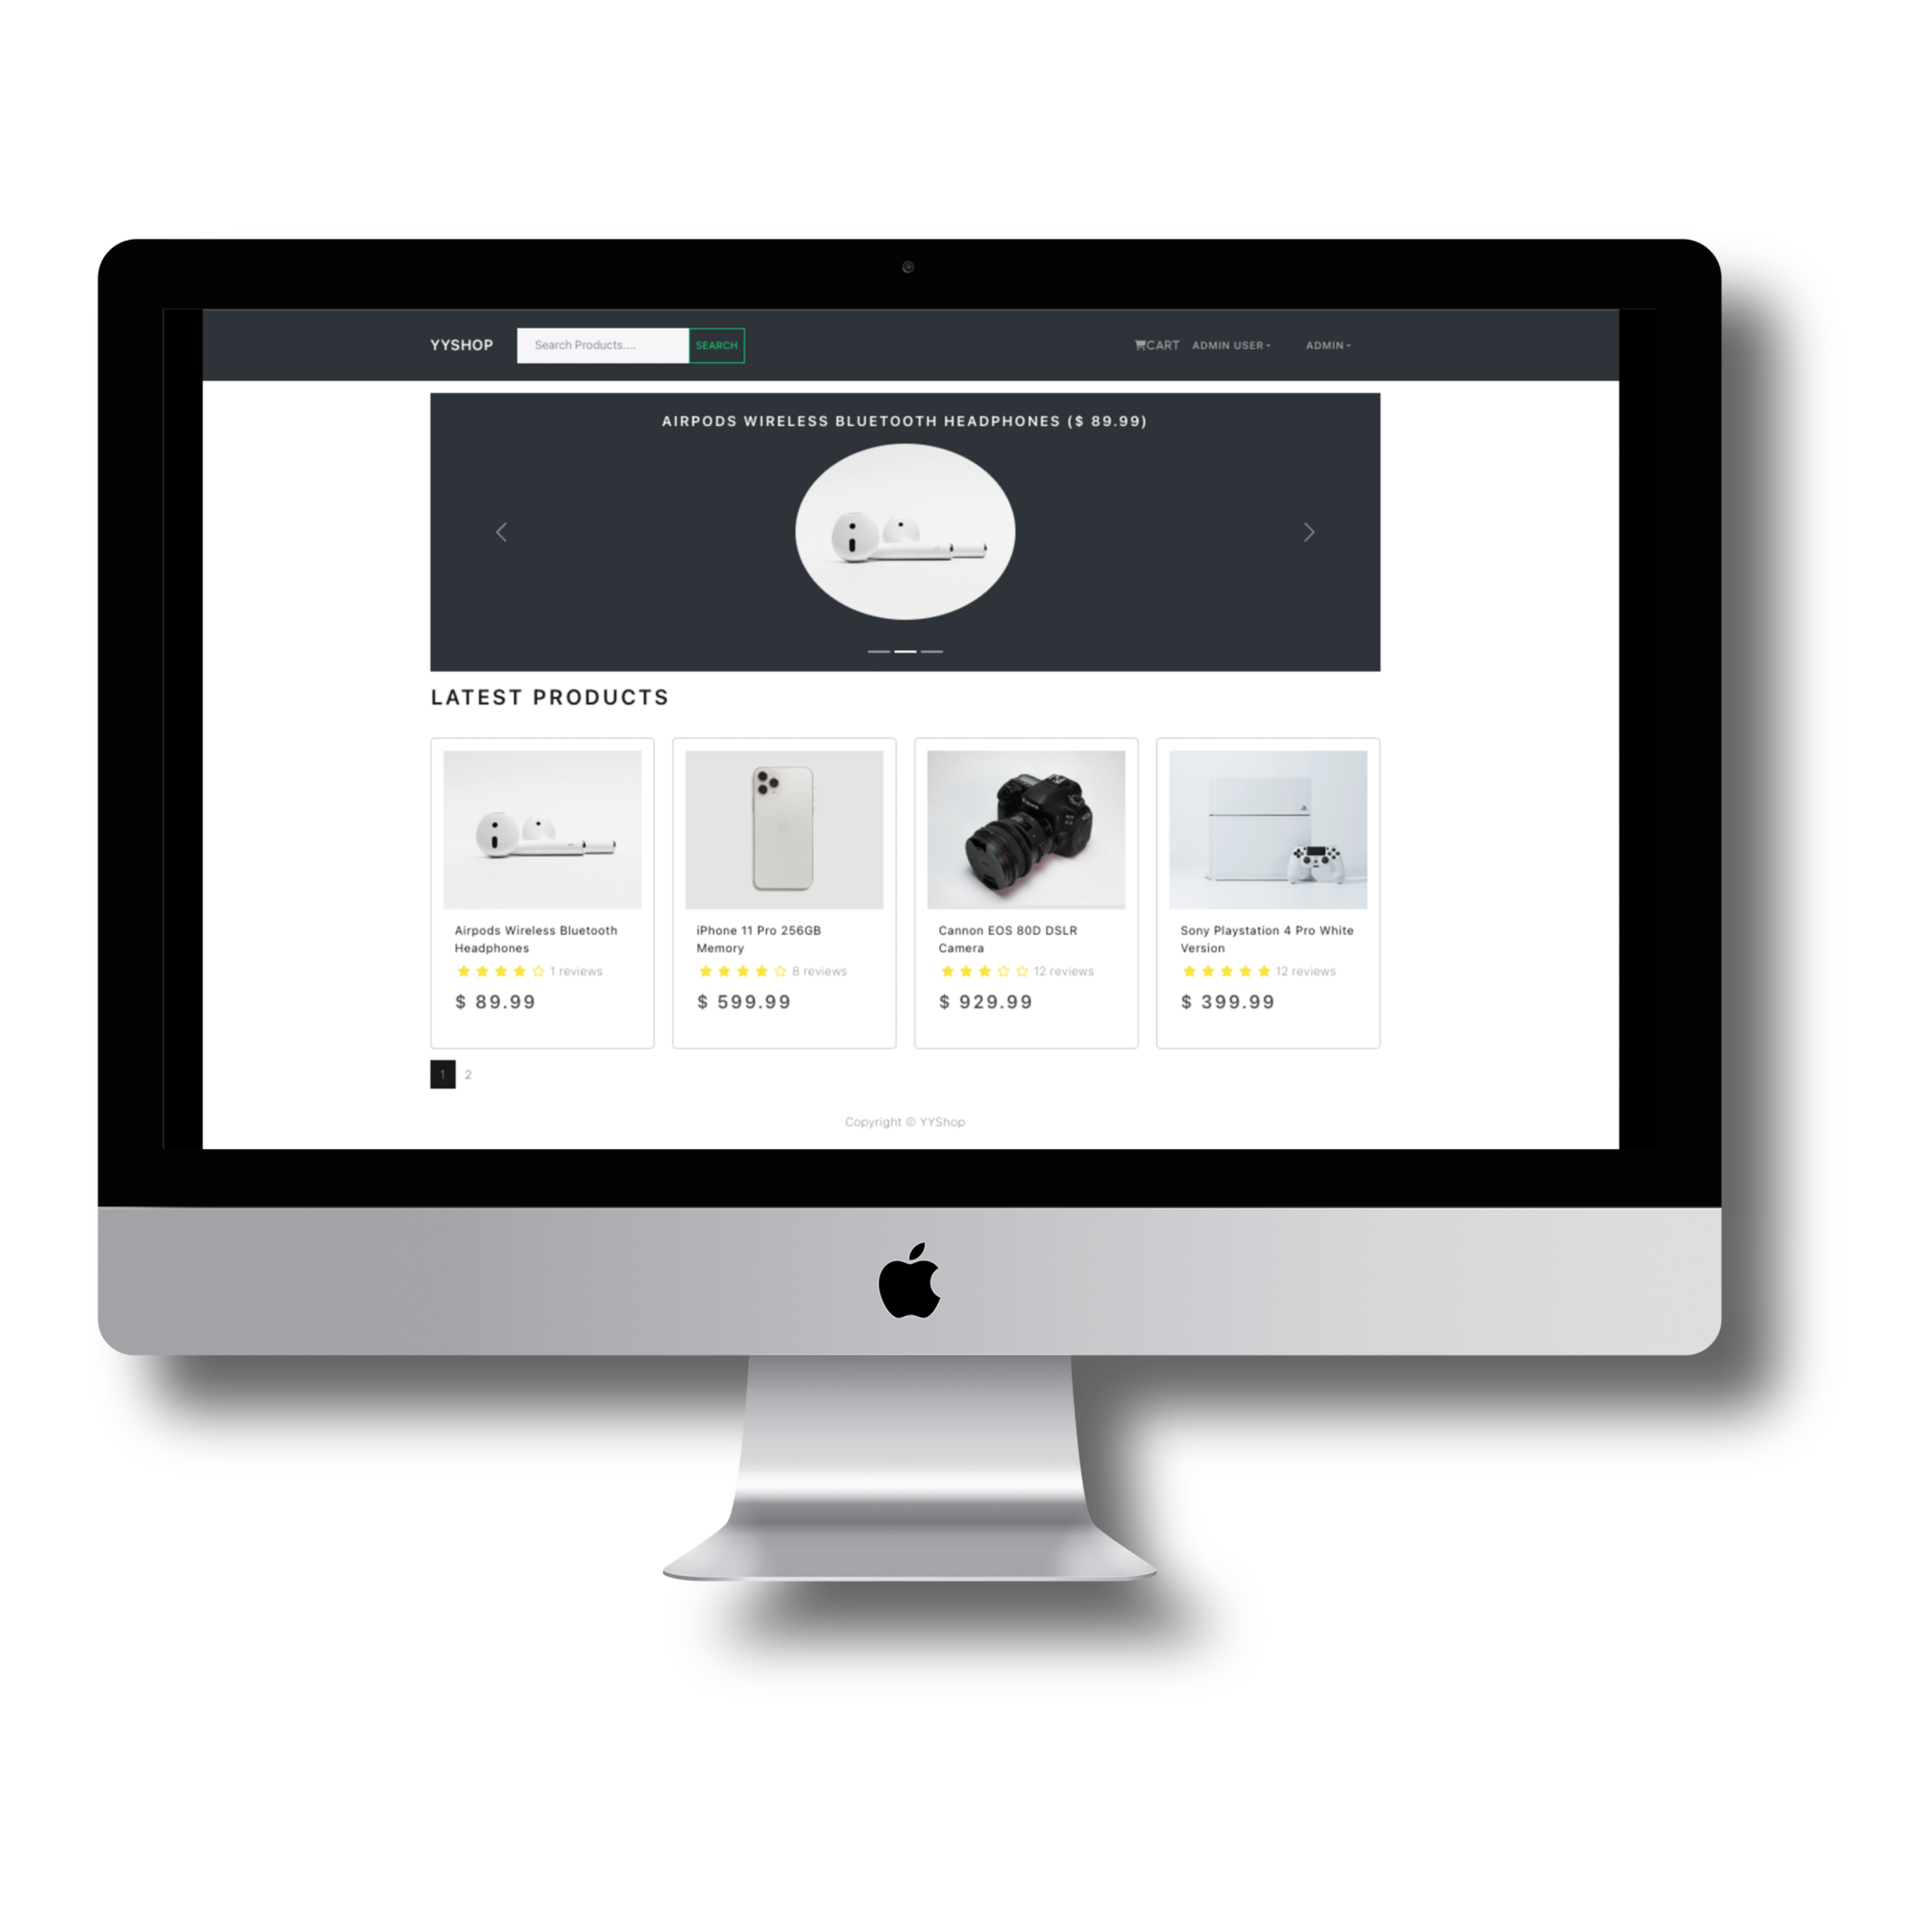 YYSHOP
Search Products....
SEARCH
CART
ADMIN USER
ADMIN
AIRPODS WIRELESS BLUETOOTH HEADPHONES ($ 89.99)
LATEST PRODUCTS
Airpods Wireless Bluetooth
Headphones
1 reviews
$ 89.99
iPhone 11 Pro 256GB
Memory
8 reviews
$ 599.99
Cannon EOS 80D DSLR
Camera
12 reviews
$ 929.99
Sony Playstation 4 Pro White
Version
12 reviews
$ 399.99
1 2
Copyright © YYShop